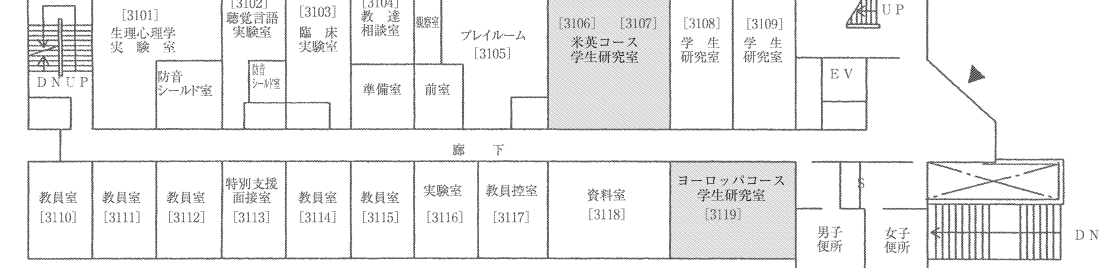 [3101]
生理心理学
実験室
防音
シールド室
[3102]
聴覚言語
実験室
防音
シールド室
[3103]
臨床
実験室
[3104]
教達
相談室
準備室
観察室
前室
プレイルーム
[3105]
[3106] [3107]
米英コース
学生研究室
[3108]
学生
研究室
[3109]
学生
研究室
UP
EV
DN UP
廊下
教員室
[3110]
教員室
[3111]
教員室
[3112]
特別支援
面接室
[3113]
教員室
[3114]
教員室
[3115]
実験室
[3116]
教員控室
[3117]
資料室
[3118]
ヨーロッパコース
学生研究室
[3119]
S
男子
便所
女子
便所
DN